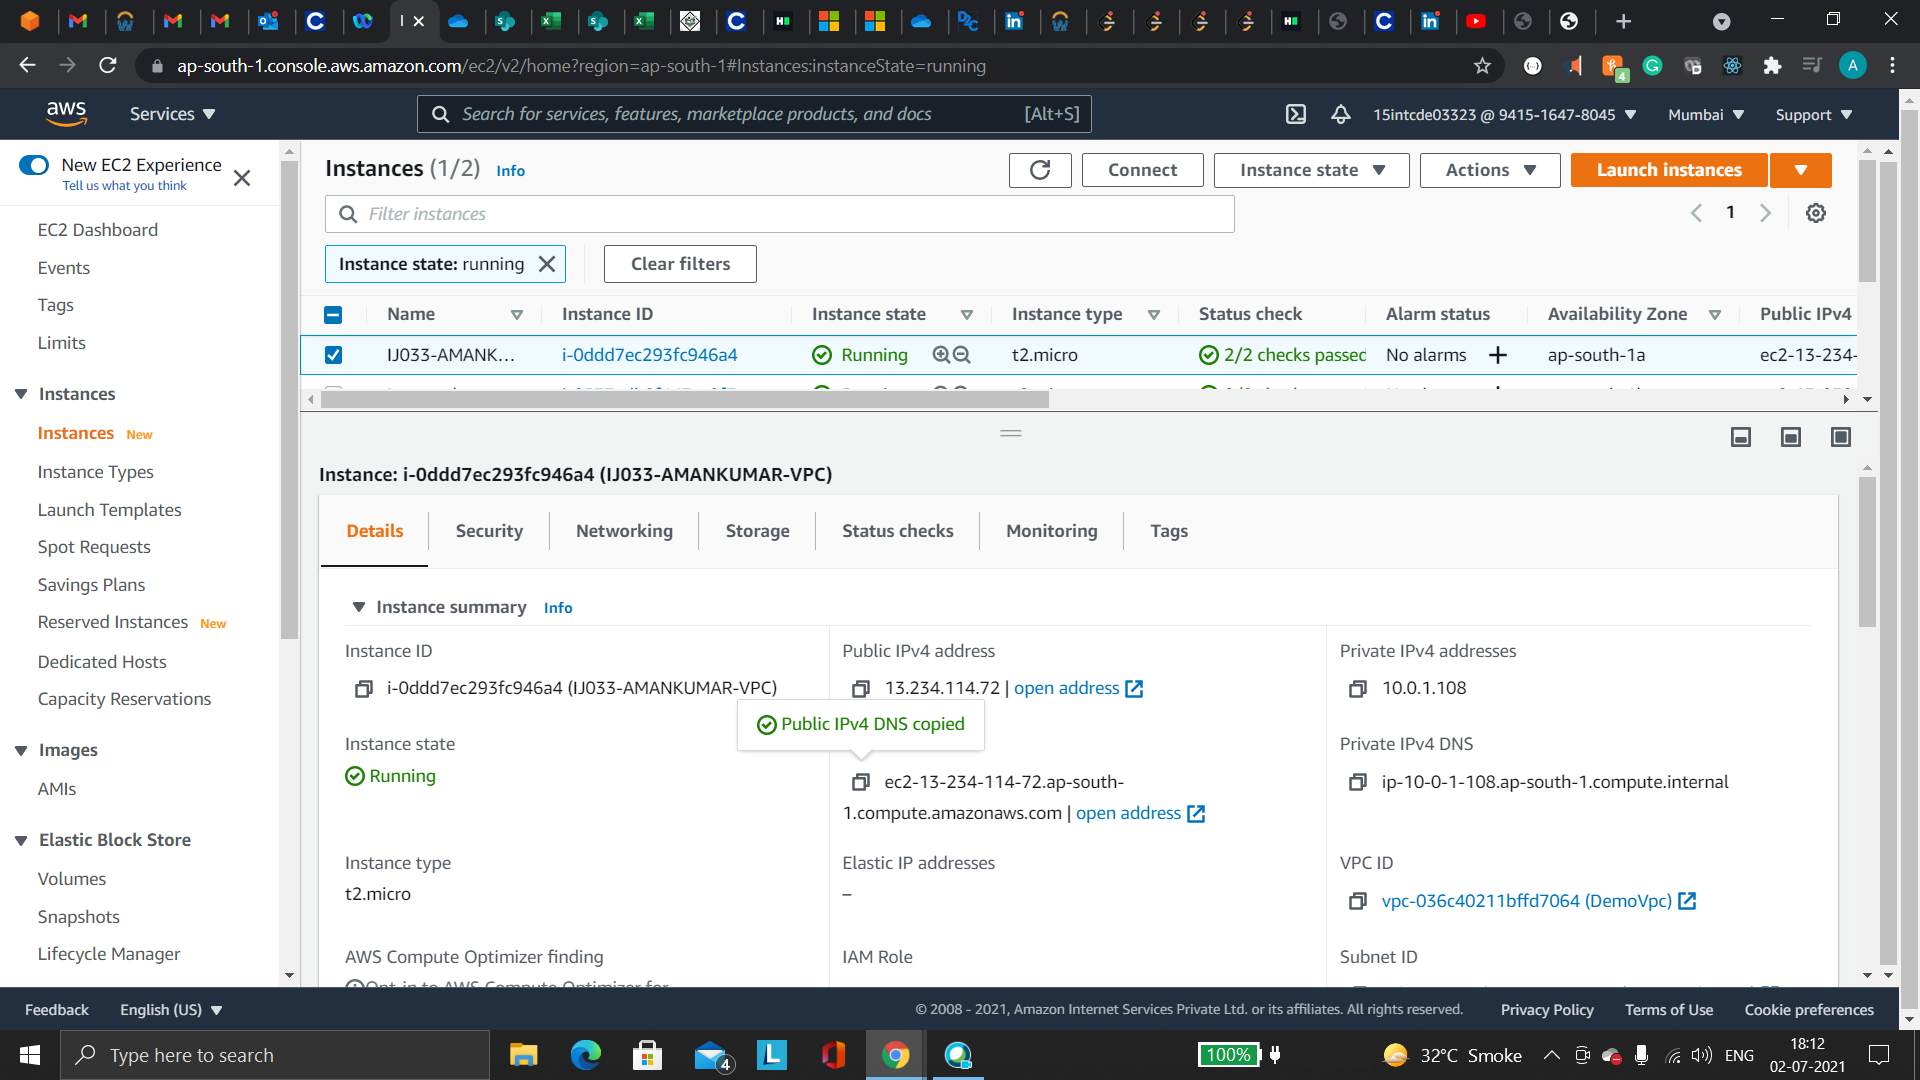 ap-south-1.console.aws.amazon.com/ec2/v2/home?region=ap-south-1#Instances:instanceState=running
4
A
aws
Services
Search for services, features, marketplace products, and docs [Alt+S]
15intcde03323 @ 9415-1647-8045
Mumbai
Support
New EC2 Experience
Tell us what you think
EC2 Dashboard
Events
Tags
Limits
Instances
Instances New
Instance Types
Launch Templates
Spot Requests
Savings Plans
Reserved Instances New
Dedicated Hosts
Capacity Reservations
Images
AMIs
Elastic Block Store
Volumes
Snapshots
Lifecycle Manager
Instances (1/2) Info
Connect
Instance state
Actions
Launch instances
Filter instances
1
Instance state: running
Clear filters
Name Instance ID Instance state Instance type Status check Alarm status Availability Zone Public IPv4
IJ033-AMANK... i-0ddd7ec293fc946a4 Running t2.micro 2/2 checks passed No alarms ap-south-1a ec2-13-234-
Instance: i-0ddd7ec293fc946a4 (IJ033-AMANKUMAR-VPC)
Details Security Networking Storage Status checks Monitoring Tags
Instance summary Info
Instance ID
i-0ddd7ec293fc946a4 (IJ033-AMANKUMAR-VPC)
Public IPv4 address
13.234.114.72 | open address
Private IPv4 addresses
10.0.1.108
Public IPv4 DNS copied
Instance state
Running
ec2-13-234-114-72.ap-south-
1.compute.amazonaws.com | open address
Private IPv4 DNS
ip-10-0-1-108.ap-south-1.compute.internal
Instance type
t2.micro
Elastic IP addresses
–
VPC ID
vpc-036c40211bffd7064 (DemoVpc)
AWS Compute Optimizer finding
Opt-in to AWS Compute Optimizer for
IAM Role
Subnet ID
Feedback
English (US)
© 2008 - 2021, Amazon Internet Services Private Ltd. or its affiliates. All rights reserved.
Privacy Policy
Terms of Use
Cookie preferences
Type here to search
4
L
100%
32°C Smoke
ENG
18:12
02-07-2021